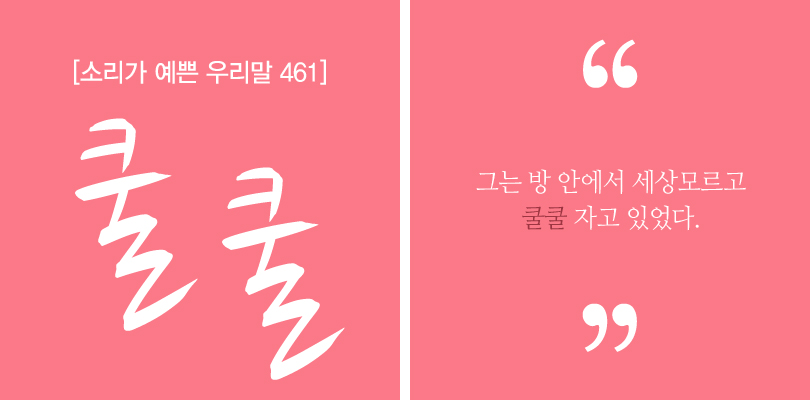 [소리가 예쁜 우리말 461]
쿨쿨
“
그는 방 안에서 세상모르고
쿨쿨 자고 있었다.
”